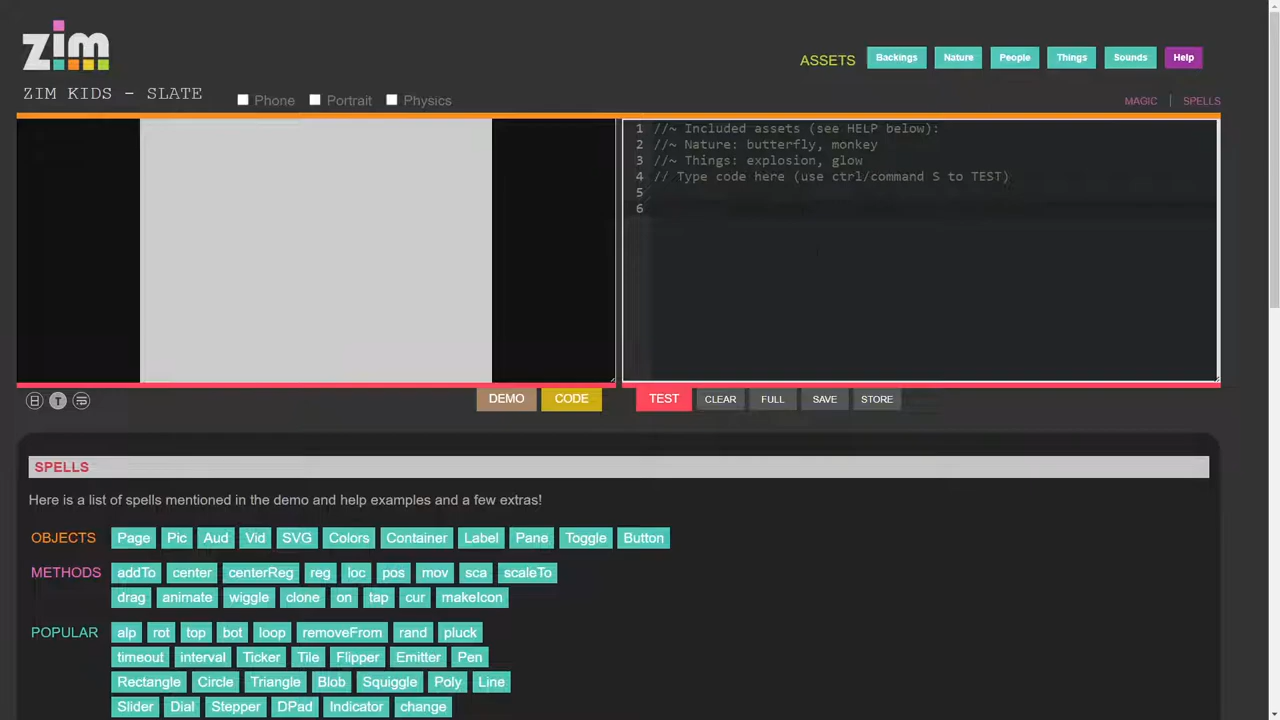 zim
ASSETS Backings Nature People Things Sounds Help
ZIM KIDS - SLATE Phone Portrait Physics MAGIC | SPELLS
1 //~ Included assets (see HELP below):
2 //~ Nature: butterfly, monkey
3 //~ Things: explosion, glow
4 // Type code here (use ctrl/command S to TEST)
5
6
T DEMO CODE TEST CLEAR FULL SAVE STORE
SPELLS
Here is a list of spells mentioned in the demo and help examples and a few extras!
OBJECTS Page Pic Aud Vid SVG Colors Container Label Pane Toggle Button
METHODS addTo center centerReg reg loc pos mov sca scaleTo
drag animate wiggle clone on tap cur makeIcon
POPULAR alp rot top bot loop removeFrom rand pluck
timeout interval Ticker Tile Flipper Emitter Pen
Rectangle Circle Triangle Blob Squiggle Poly Line
Slider Dial Stepper DPad Indicator change